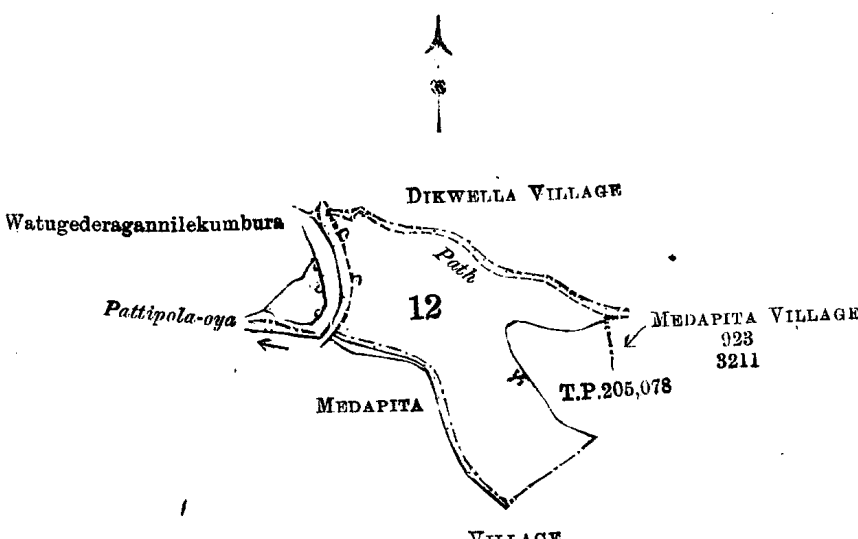 DIKWELLA VILLAGE
Watugederagannilekumbura
Path
Pattipola-oya
12
MEDAPITA VILLAGE
923
3211
T.P.205,078
MEDAPITA
VILLAGE